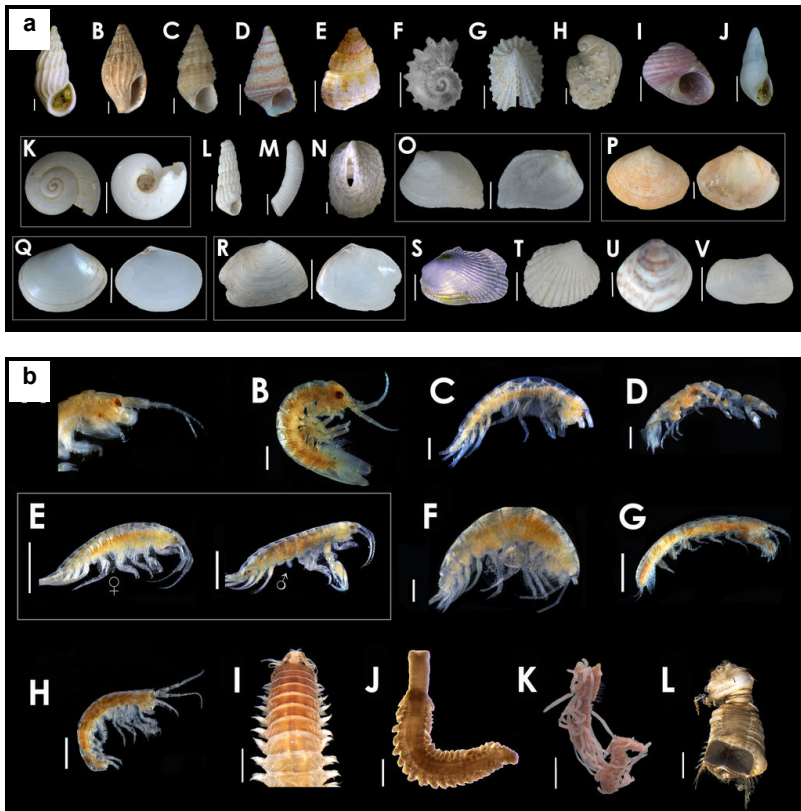 a
B C D E F G H I J
K L M N O P
Q R S T U V
b
B C D
E ♀ ♂ F G
H I J K L